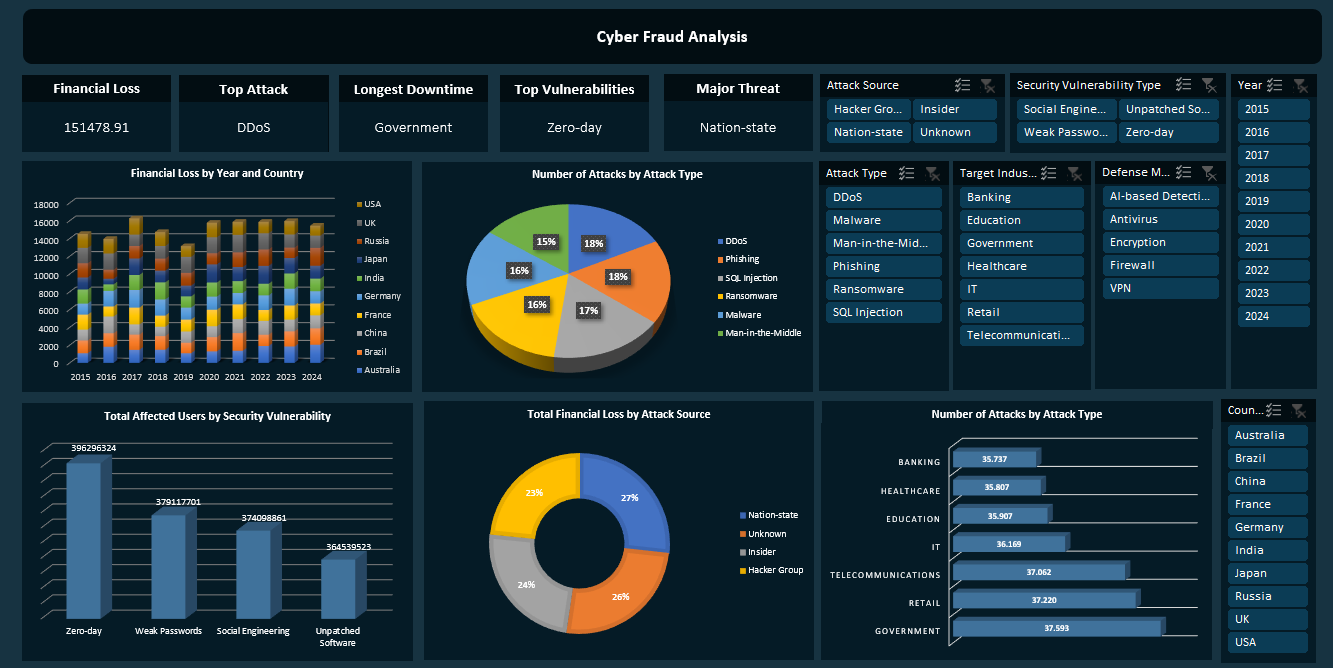 Cyber Fraud Analysis
Financial Loss
151478.91
Top Attack
DDoS
Longest Downtime
Government
Top Vulnerabilities
Zero-day
Major Threat
Nation-state
Attack Source
Hacker Gro...
Insider
Nation-state
Unknown
Security Vulnerability Type
Social Engine...
Unpatched So...
Weak Passwo...
Zero-day
Year
2015
2016
2017
2018
2019
2020
2021
2022
2023
2024
Financial Loss by Year and Country
18000
16000
14000
12000
10000
8000
6000
4000
2000
0
2015 2016 2017 2018 2019 2020 2021 2022 2023 2024
USA
UK
Russia
Japan
India
Germany
France
China
Brazil
Australia
Number of Attacks by Attack Type
15%
18%
16%
18%
16%
17%
DDoS
Phishing
SQL Injection
Ransomware
Malware
Man-in-the-Middle
Attack Type
DDoS
Malware
Man-in-the-Mid...
Phishing
Ransomware
SQL Injection
Target Indus...
Banking
Education
Government
Healthcare
IT
Retail
Telecommunicati...
Defense M...
AI-based Detecti...
Antivirus
Encryption
Firewall
VPN
Total Affected Users by Security Vulnerability
396296324
379117701
374098861
364539523
Zero-day
Weak Passwords
Social Engineering
Unpatched
Software
Total Financial Loss by Attack Source
23%
27%
24%
26%
Nation-state
Unknown
Insider
Hacker Group
Number of Attacks by Attack Type
BANKING 35.737
HEALTHCARE 35.807
EDUCATION 35.907
IT 36.169
TELECOMMUNICATIONS 37.062
RETAIL 37.220
GOVERNMENT 37.593
Coun...
Australia
Brazil
China
France
Germany
India
Japan
Russia
UK
USA